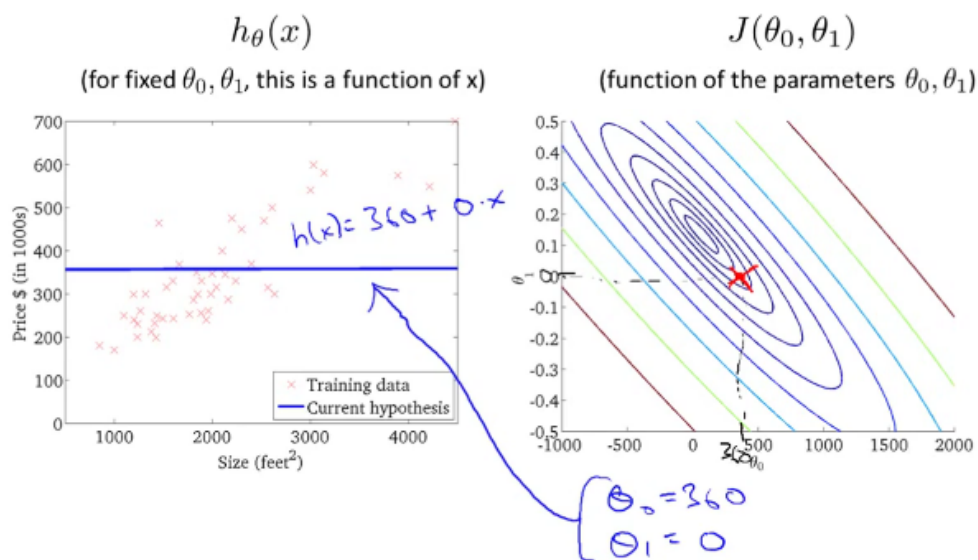 h_θ(x)
(for fixed θ₀, θ₁, this is a function of x)
700
600
500
400
300
200
100
0
Price $ (in 1000s)
h(x) = 360 + 0·x
× Training data
Current hypothesis
1000 2000 3000 4000
Size (feet²)
J(θ₀, θ₁)
(function of the parameters θ₀, θ₁)
0.5
0.4
0.3
0.2
0.1
0
-0.1
-0.2
-0.3
-0.4
-0.5
θ₁
-1000 -500 0 500 1000 1500 2000
360
θ₀
θ₀ = 360
θ₁ = 0